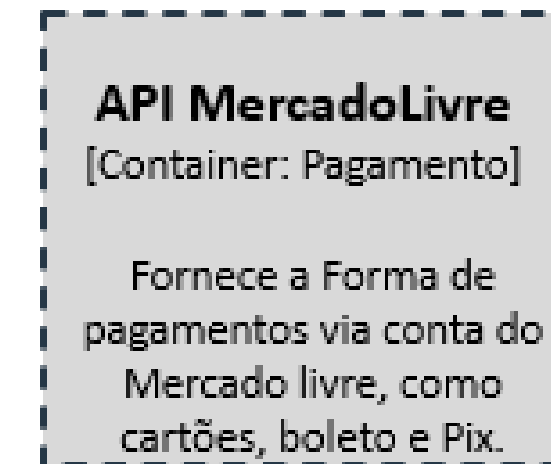 API MercadoLivre
[Container: Pagamento]
Fornece a Forma de
pagamentos via conta do
Mercado livre, como
cartões, boleto e Pix.